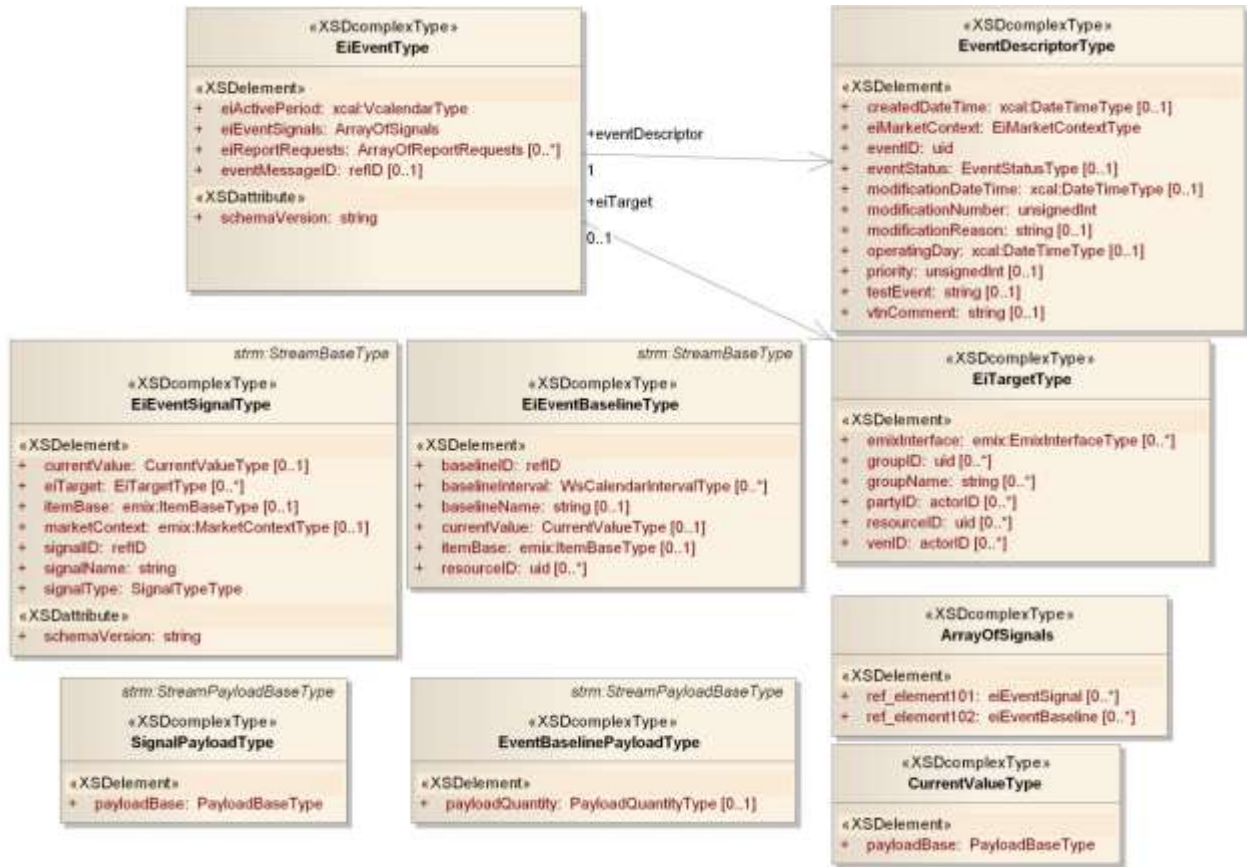 «XSDcomplexType»
EiEventType
«XSDelement»
+ eiActivePeriod: xcal:VcalendarType
+ eiEventSignals: ArrayOfSignals
+ eiReportRequests: ArrayOfReportRequests [0..*]
+ eventMessageID: refID [0..1]
«XSDattribute»
+ schemaVersion: string
+eventDescriptor
1
+eiTarget
0..1
«XSDcomplexType»
EventDescriptorType
«XSDelement»
+ createdDateTime: xcal:DateTimeType [0..1]
+ eiMarketContext: EiMarketContextType
+ eventID: uid
+ eventStatus: EventStatusType [0..1]
+ modificationDateTime: xcal:DateTimeType [0..1]
+ modificationNumber: unsignedInt
+ modificationReason: string [0..1]
+ operatingDay: xcal:DateTimeType [0..1]
+ priority: unsignedInt [0..1]
+ testEvent: string [0..1]
+ vtnComment: string [0..1]
strm:StreamBaseType
«XSDcomplexType»
EiEventSignalType
«XSDelement»
+ currentValue: CurrentValueType [0..1]
+ eiTarget: EiTargetType [0..*]
+ itemBase: emix:ItemBaseType [0..1]
+ marketContext: emix:MarketContextType [0..1]
+ signalID: refID
+ signalName: string
+ signalType: SignalTypeType
«XSDattribute»
+ schemaVersion: string
strm:StreamBaseType
«XSDcomplexType»
EiEventBaselineType
«XSDelement»
+ baselineID: refID
+ baselineInterval: WsCalendarIntervalType [0..*]
+ baselineName: string [0..1]
+ currentValue: CurrentValueType [0..1]
+ itemBase: emix:ItemBaseType [0..1]
+ resourceID: uid [0..*]
«XSDcomplexType»
EiTargetType
«XSDelement»
+ emixInterface: emix:EmixInterfaceType [0..*]
+ groupID: uid [0..*]
+ groupName: string [0..*]
+ partyID: actorID [0..*]
+ resourceID: uid [0..*]
+ venID: actorID [0..*]
«XSDcomplexType»
ArrayOfSignals
«XSDelement»
+ ref_element101: eiEventSignal [0..*]
+ ref_element102: eiEventBaseline [0..*]
strm:StreamPayloadBaseType
«XSDcomplexType»
SignalPayloadType
«XSDelement»
+ payloadBase: PayloadBaseType
strm:StreamPayloadBaseType
«XSDcomplexType»
EventBaselinePayloadType
«XSDelement»
+ payloadQuantity: PayloadQuantityType [0..1]
«XSDcomplexType»
CurrentValueType
«XSDelement»
+ payloadBase: PayloadBaseType